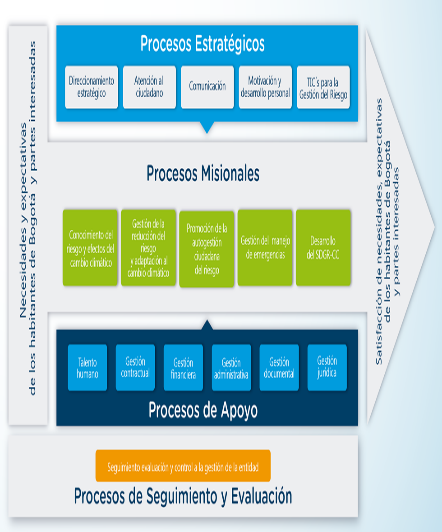 Necesidades y expectativas
de los habitantes de Bogotá y partes interesadas
Procesos Estratégicos
Direccionamiento
estratégico
Atención al
ciudadano
Comunicación
Motivación y
desarrollo personal
TIC´s para la
Gestión del Riesgo
Procesos Misionales
Conocimiento del
riesgo y efectos del
cambio climático
Gestión de la
reducción del
riesgo
y adaptación al
cambio climático
Promoción de la
autogestión
ciudadana
del riesgo
Gestión del manejo
de emergencias
Desarrollo
del SDGR-CC
Talento
humano
Gestión
contractual
Gestión
financiera
Gestión
administrativa
Gestión
documental
Gestión
jurídica
Procesos de Apoyo
Seguimiento evaluación y control a la gestión de la entidad
Procesos de Seguimiento y Evaluación
Satisfacción de necesidades, expectativas
de los habitantes de Bogotá
y partes interesadas